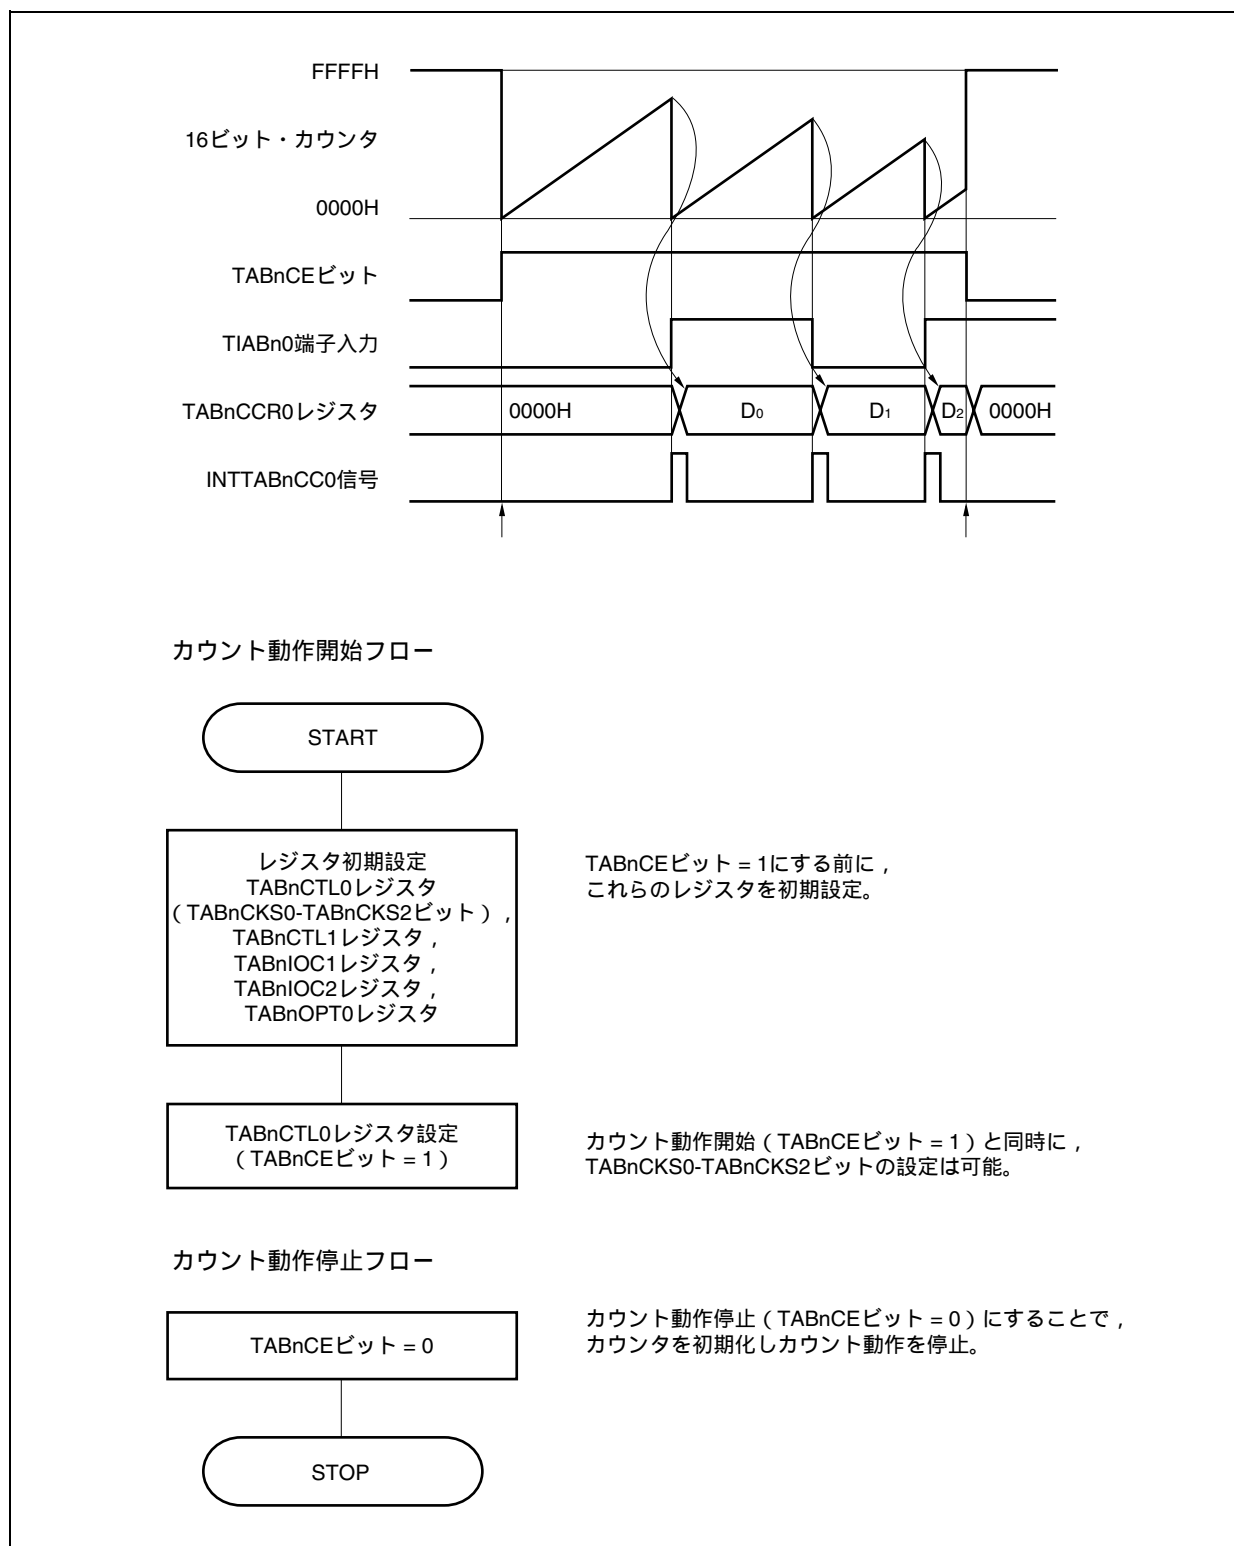 FFFFH
16ビット・カウンタ
0000H
TABnCEビット
TIABn0端子入力
TABnCCR0レジスタ
0000H
D0
D1
D2
0000H
INTTABnCC0信号
カウント動作開始フロー
START
レジスタ初期設定
TABnCTL0レジスタ
（TABnCKS0-TABnCKS2ビット），
TABnCTL1レジスタ，
TABnIOC1レジスタ，
TABnIOC2レジスタ，
TABnOPT0レジスタ
TABnCEビット = 1にする前に，
これらのレジスタを初期設定。
TABnCTL0レジスタ設定
（TABnCEビット = 1）
カウント動作開始（TABnCEビット = 1）と同時に，
TABnCKS0-TABnCKS2ビットの設定は可能。
カウント動作停止フロー
TABnCEビット = 0
カウント動作停止（TABnCEビット = 0）にすることで，
カウンタを初期化しカウント動作を停止。
STOP